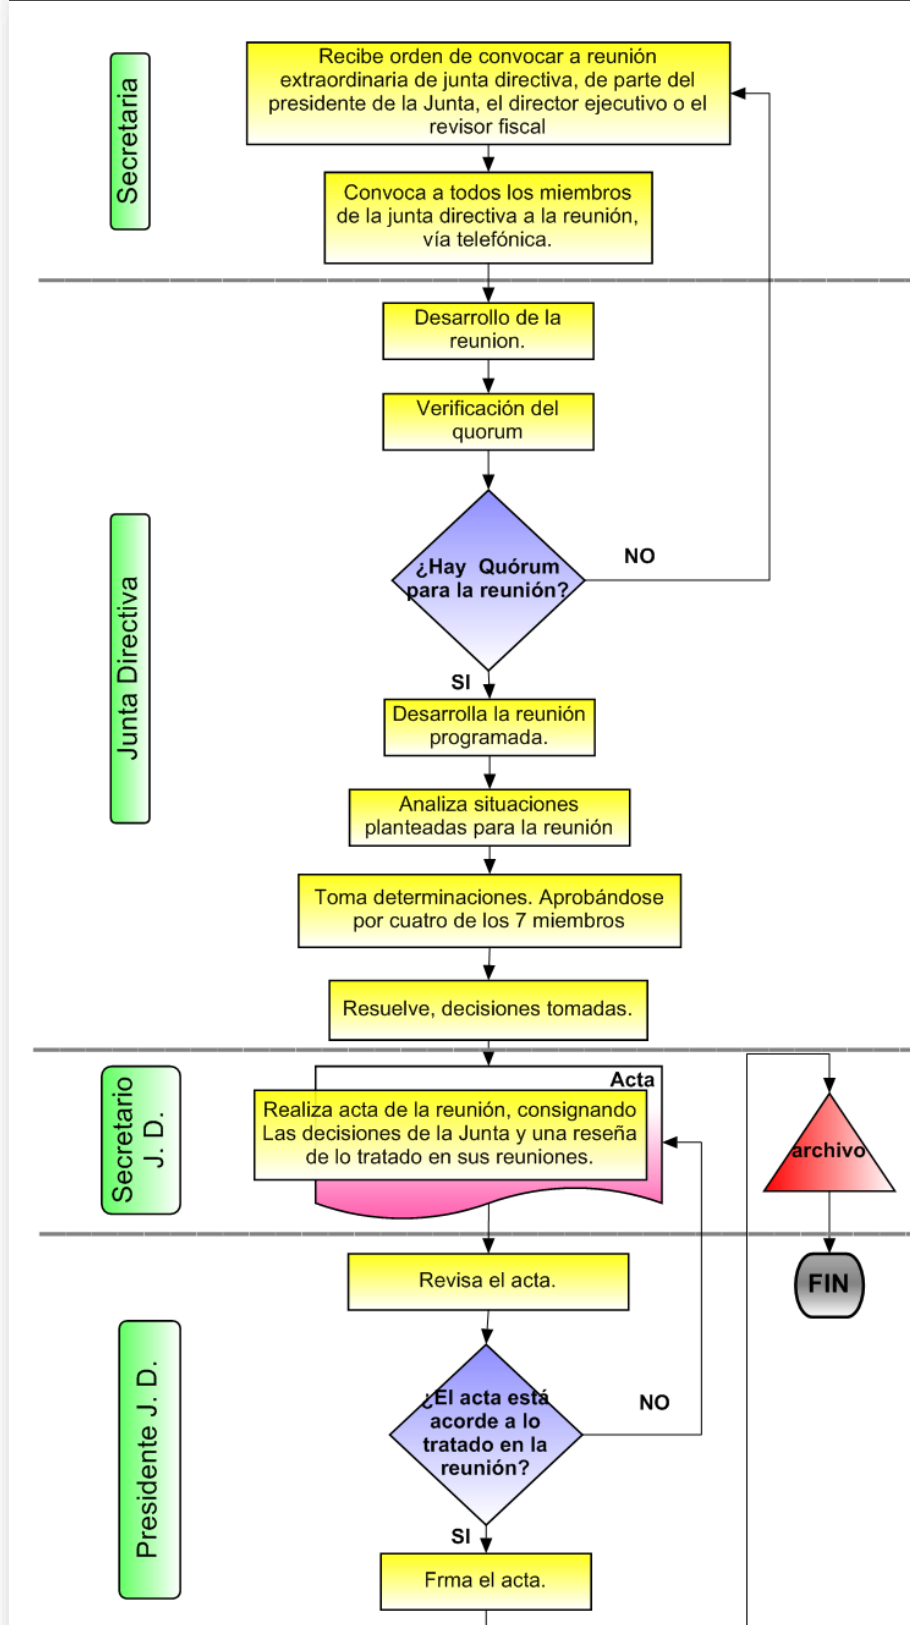 Secretaria
Recibe orden de convocar a reunión
extraordinaria de junta directiva, de parte del
presidente de la Junta, el director ejecutivo o el
revisor fiscal
Convoca a todos los miembros
de la junta directiva a la reunión,
vía telefónica.
Junta Directiva
Desarrollo de la
reunion.
Verificación del
quorum
¿Hay Quórum
para la reunión?
NO
SI
Desarrolla la reunión
programada.
Analiza situaciones
planteadas para la reunión
Toma determinaciones. Aprobándose
por cuatro de los 7 miembros
Resuelve, decisiones tomadas.
Secretario
J. D.
Acta
Realiza acta de la reunión, consignando
Las decisiones de la Junta y una reseña
de lo tratado en sus reuniones.
archivo
FIN
Presidente J. D.
Revisa el acta.
¿El acta está
acorde a lo
tratado en la
reunión?
NO
SI
Frma el acta.